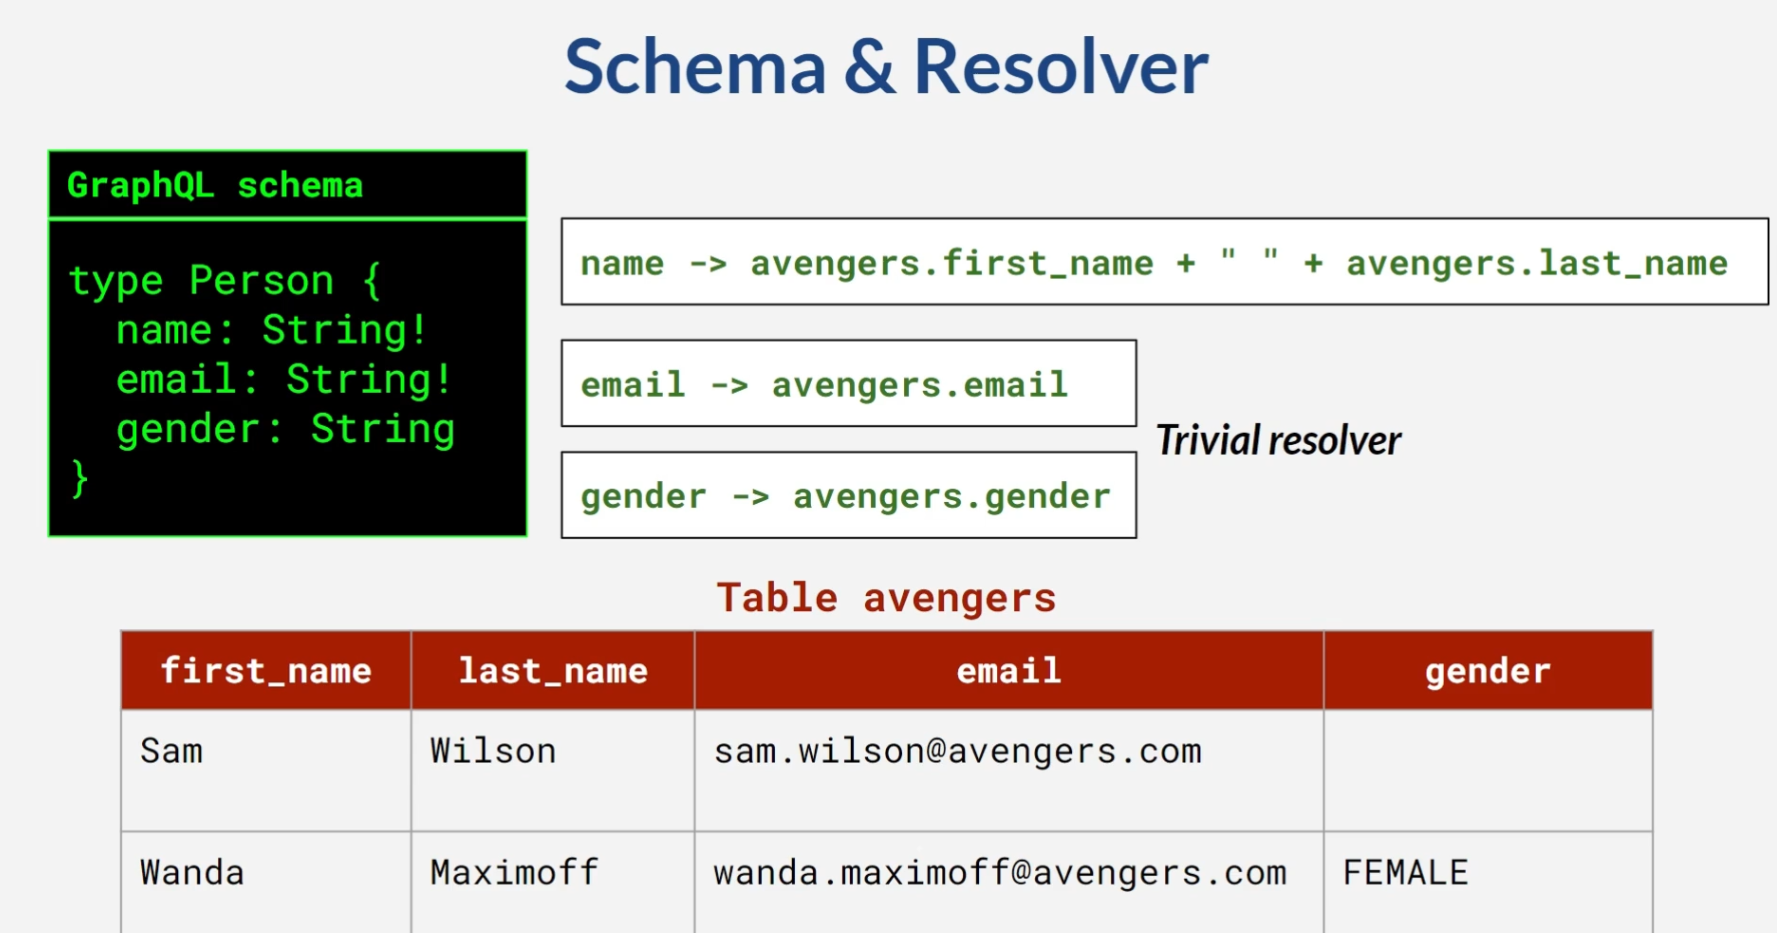 Schema & Resolver
GraphQL schema
type Person {
  name: String!
  email: String!
  gender: String
}
name -> avengers.first_name + " " + avengers.last_name
email -> avengers.email
Trivial resolver
gender -> avengers.gender
Table avengers
first_name last_name email gender
Sam Wilson sam.wilson@avengers.com
Wanda Maximoff wanda.maximoff@avengers.com FEMALE